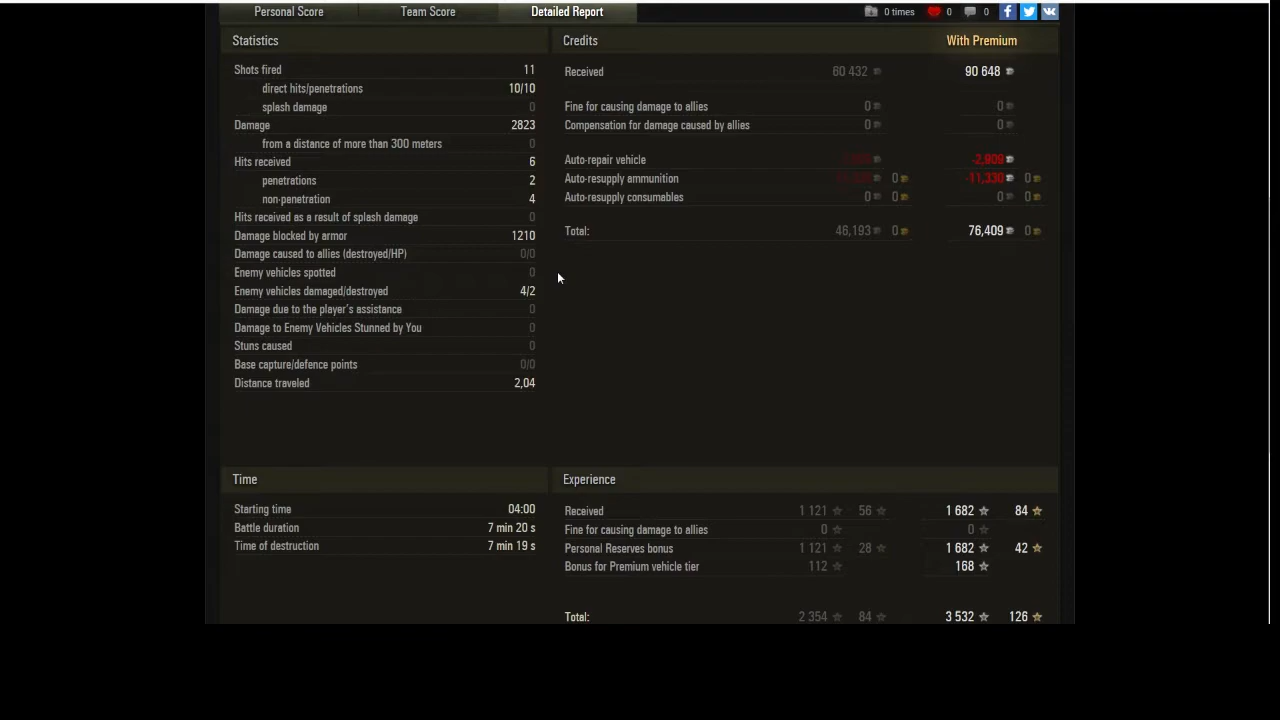 Personal Score Team Score Detailed Report 0 times 0 0
Statistics
Shots fired 11
direct hits/penetrations 10/10
splash damage 0
Damage 2823
from a distance of more than 300 meters 0
Hits received 6
penetrations 2
non-penetration 4
Hits received as a result of splash damage 0
Damage blocked by armor 1210
Damage caused to allies (destroyed/HP) 0/0
Enemy vehicles spotted 0
Enemy vehicles damaged/destroyed 4/2
Damage due to the player's assistance 0
Damage to Enemy Vehicles Stunned by You 0
Stuns caused 0
Base capture/defence points 0/0
Distance traveled 2,04
Credits With Premium
Received 60 432 90 648
Fine for causing damage to allies 0 0
Compensation for damage caused by allies 0 0
Auto-repair vehicle -2,909
Auto-resupply ammunition 0 -11,330 0
Auto-resupply consumables 0 0 0 0
Total: 46,193 0 76,409 0
Time
Starting time 04:00
Battle duration 7 min 20 s
Time of destruction 7 min 19 s
Experience
Received 1 121 56 1 682 84
Fine for causing damage to allies 0 0
Personal Reserves bonus 1 121 28 1 682 42
Bonus for Premium vehicle tier 112 168
Total: 2 354 84 3 532 126